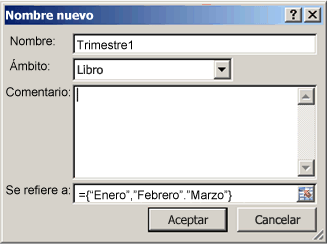 Nombre nuevo
Nombre: Trimestre1
Ámbito: Libro
Comentario:
Se refiere a: ={"Enero","Febrero"."Marzo"}
Aceptar Cancelar